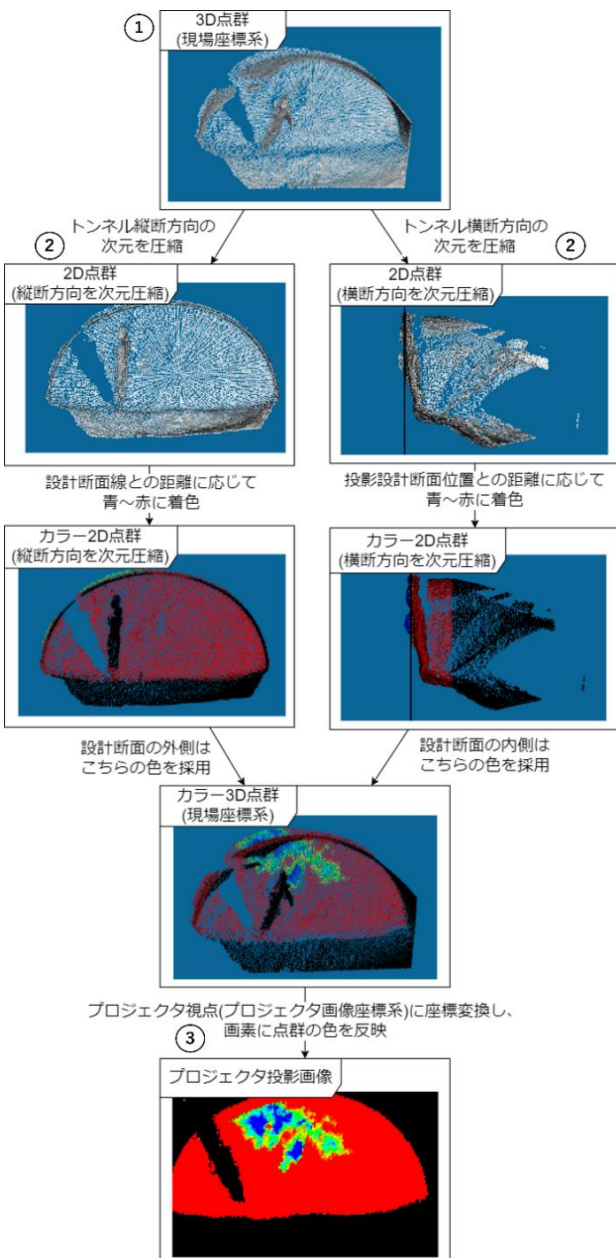 ①
3D点群
(現場座標系)
トンネル縦断方向の
次元を圧縮
②
トンネル横断方向の
次元を圧縮
②
2D点群
(縦断方向を次元圧縮)
2D点群
(横断方向を次元圧縮)
設計断面線との距離に応じて
青~赤に着色
投影設計断面位置との距離に応じて
青~赤に着色
カラー2D点群
(縦断方向を次元圧縮)
カラー2D点群
(横断方向を次元圧縮)
設計断面の外側は
こちらの色を採用
設計断面の内側は
こちらの色を採用
カラー3D点群
(現場座標系)
プロジェクタ視点(プロジェクタ画像座標系)に座標変換し、
画素に点群の色を反映
③
プロジェクタ投影画像